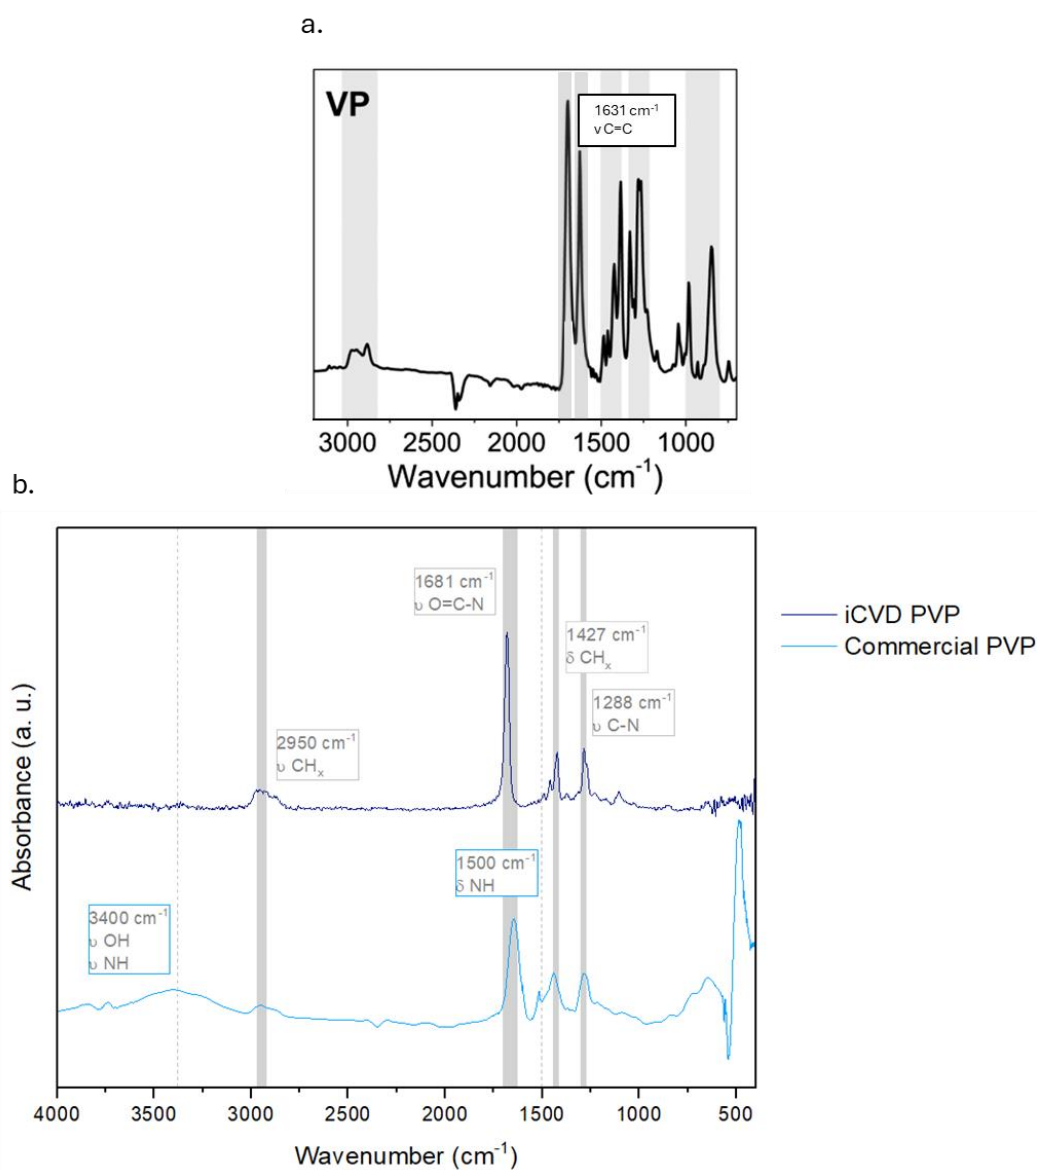 a.
VP
1631 cm⁻¹
ν C=C
3000 2500 2000 1500 1000
Wavenumber (cm⁻¹)
b.
1681 cm⁻¹
υ O=C-N
1427 cm⁻¹
δ CHₓ
1288 cm⁻¹
υ C-N
2950 cm⁻¹
υ CHₓ
iCVD PVP
Commercial PVP
Absorbance (a. u.)
1500 cm⁻¹
δ NH
3400 cm⁻¹
υ OH
υ NH
4000 3500 3000 2500 2000 1500 1000 500
Wavenumber (cm⁻¹)